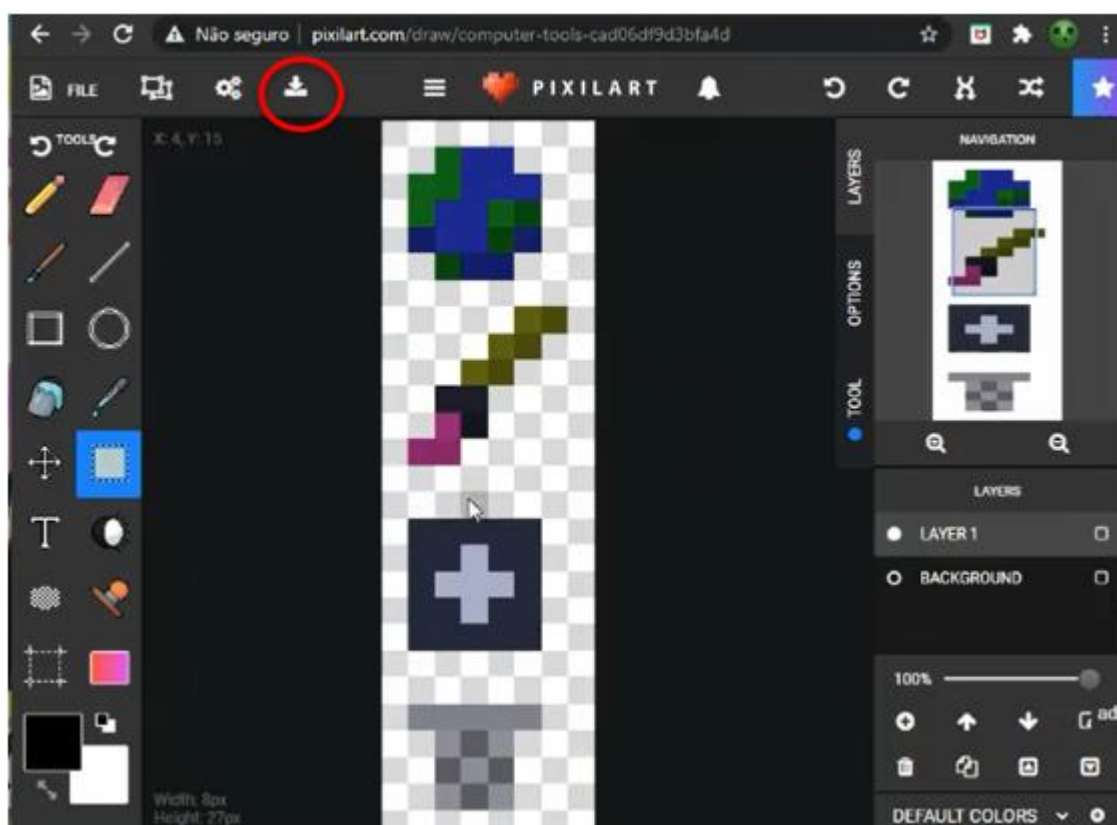 Não seguro | pixilart.com/draw/computer-tools-cad06df9d3bfa4d
FILE
PIXILART
TOOLS
X: 4, Y: 15
LAYERS
OPTIONS
TOOL
NAVIGATION
LAYERS
LAYER 1
BACKGROUND
100%
ad
Width: 8px
Height: 27px
DEFAULT COLORS